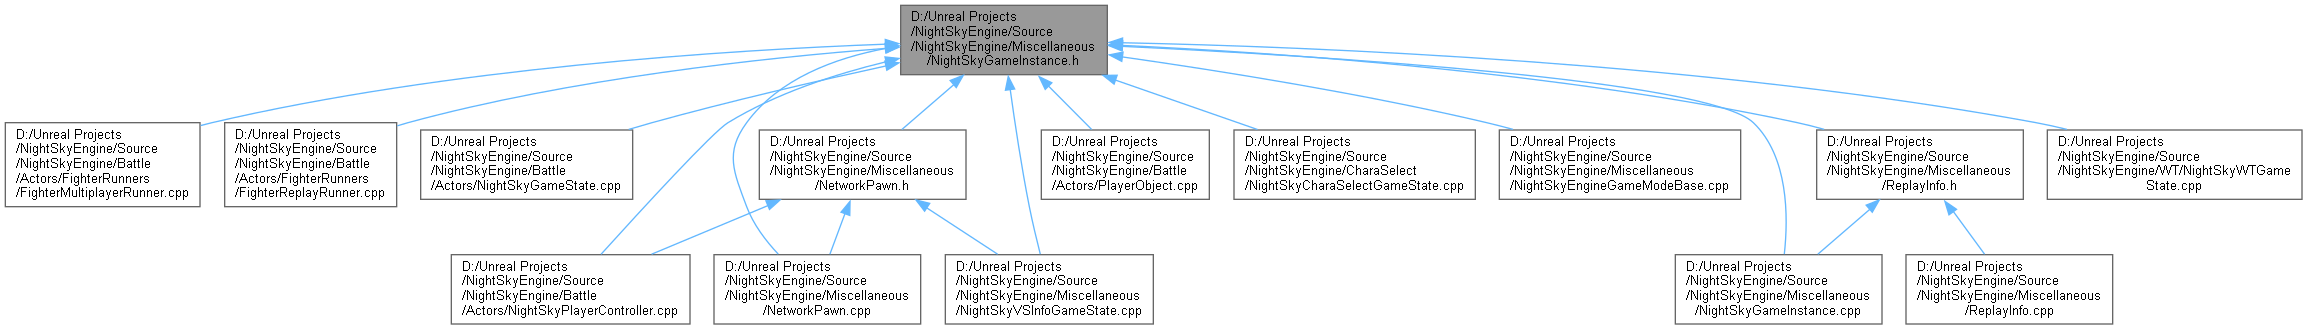 D:/Unreal Projects
/NightSkyEngine/Source
/NightSkyEngine/Miscellaneous
/NightSkyGameInstance.h
D:/Unreal Projects
/NightSkyEngine/Source
/NightSkyEngine/Battle
/Actors/FighterRunners
/FighterMultiplayerRunner.cpp
D:/Unreal Projects
/NightSkyEngine/Source
/NightSkyEngine/Battle
/Actors/FighterRunners
/FighterReplayRunner.cpp
D:/Unreal Projects
/NightSkyEngine/Source
/NightSkyEngine/Battle
/Actors/NightSkyGameState.cpp
D:/Unreal Projects
/NightSkyEngine/Source
/NightSkyEngine/Miscellaneous
/NetworkPawn.h
D:/Unreal Projects
/NightSkyEngine/Source
/NightSkyEngine/Battle
/Actors/PlayerObject.cpp
D:/Unreal Projects
/NightSkyEngine/Source
/NightSkyEngine/CharaSelect
/NightSkyCharaSelectGameState.cpp
D:/Unreal Projects
/NightSkyEngine/Source
/NightSkyEngine/Miscellaneous
/NightSkyEngineGameModeBase.cpp
D:/Unreal Projects
/NightSkyEngine/Source
/NightSkyEngine/Miscellaneous
/ReplayInfo.h
D:/Unreal Projects
/NightSkyEngine/Source
/NightSkyEngine/WT/NightSkyWTGame
State.cpp
D:/Unreal Projects
/NightSkyEngine/Source
/NightSkyEngine/Battle
/Actors/NightSkyPlayerController.cpp
D:/Unreal Projects
/NightSkyEngine/Source
/NightSkyEngine/Miscellaneous
/NetworkPawn.cpp
D:/Unreal Projects
/NightSkyEngine/Source
/NightSkyEngine/Miscellaneous
/NightSkyVSInfoGameState.cpp
D:/Unreal Projects
/NightSkyEngine/Source
/NightSkyEngine/Miscellaneous
/NightSkyGameInstance.cpp
D:/Unreal Projects
/NightSkyEngine/Source
/NightSkyEngine/Miscellaneous
/ReplayInfo.cpp